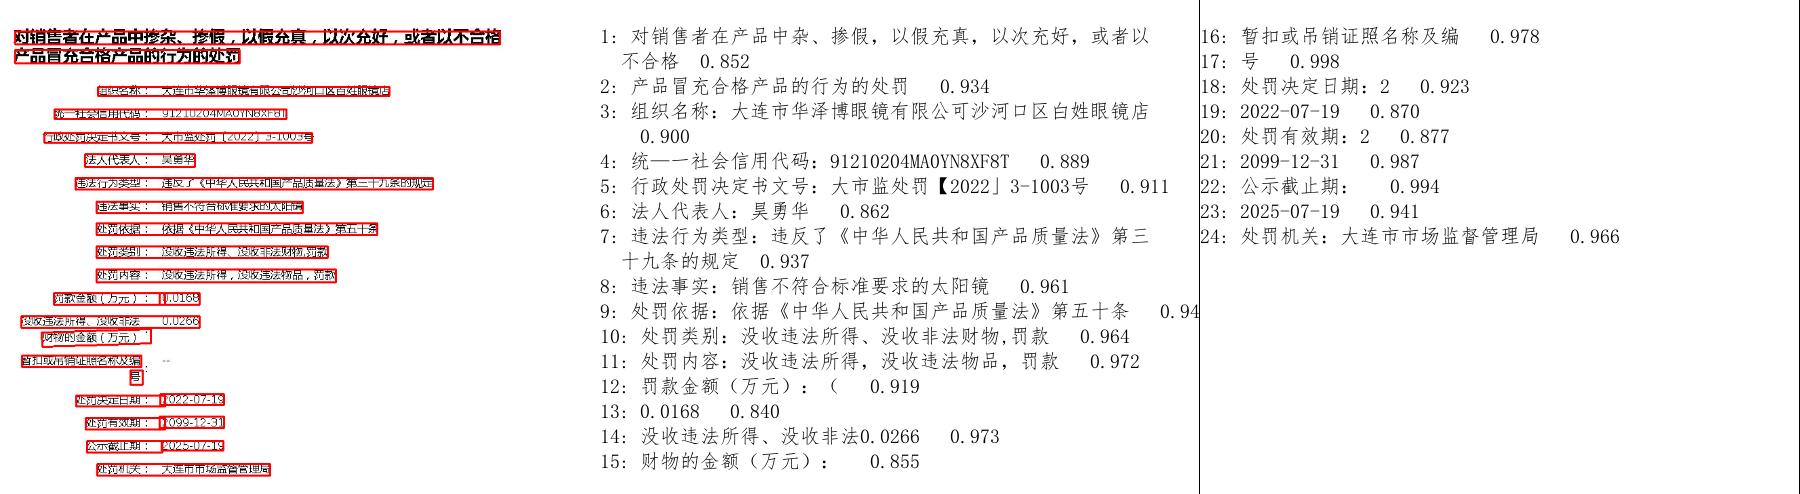 对销售者在产品中掺杂、掺假，以假充真，以次充好，或者以不合格
产品冒充合格产品的行为的处罚
组织名称： 大连市华泽博眼镜有限公司沙河口区百姓眼镜店
统一社会信用代码： 91210204MA0YN8XF8T
行政处罚决定书文号： 大市监处罚〔2022〕3-1003号
法人代表人： 吴勇华
违法行为类型： 违反了《中华人民共和国产品质量法》第三十九条的规定
违法事实： 销售不符合标准要求的太阳镜
处罚依据： 依据《中华人民共和国产品质量法》第五十条
处罚类别： 没收违法所得、没收非法财物,罚款
处罚内容： 没收违法所得，没收违法物品，罚款
罚款金额（万元）： 0.0168
没收违法所得、没收非法 0.0266
财物的金额（万元）：
暂扣或吊销证照名称及编 --
号：
处罚决定日期： 2022-07-19
处罚有效期： 2099-12-31
公示截止期： 2025-07-19
处罚机关： 大连市市场监督管理局
1: 对销售者在产品中杂、掺假，以假充真，以次充好，或者以
不合格 0.852
2: 产品冒充合格产品的行为的处罚 0.934
3: 组织名称：大连市华泽博眼镜有限公可沙河口区白姓眼镜店
0.900
4: 统—一社会信用代码：91210204MA0YN8XF8T 0.889
5: 行政处罚决定书文号：大市监处罚【2022」3-1003号 0.911
6: 法人代表人：昊勇华 0.862
7: 违法行为类型：违反了《中华人民共和国产品质量法》第三
十九条的规定 0.937
8: 违法事实：销售不符合标准要求的太阳镜 0.961
9: 处罚依据：依据《中华人民共和国产品质量法》第五十条 0.94
10: 处罚类别：没收违法所得、没收非法财物,罚款 0.964
11: 处罚内容：没收违法所得，没收违法物品，罚款 0.972
12: 罚款金额（万元）：（ 0.919
13: 0.0168 0.840
14: 没收违法所得、没收非法0.0266 0.973
15: 财物的金额（万元）： 0.855
16: 暂扣或吊销证照名称及编 0.978
17: 号 0.998
18: 处罚决定日期：2 0.923
19: 2022-07-19 0.870
20: 处罚有效期：2 0.877
21: 2099-12-31 0.987
22: 公示截止期： 0.994
23: 2025-07-19 0.941
24: 处罚机关：大连市市场监督管理局 0.966